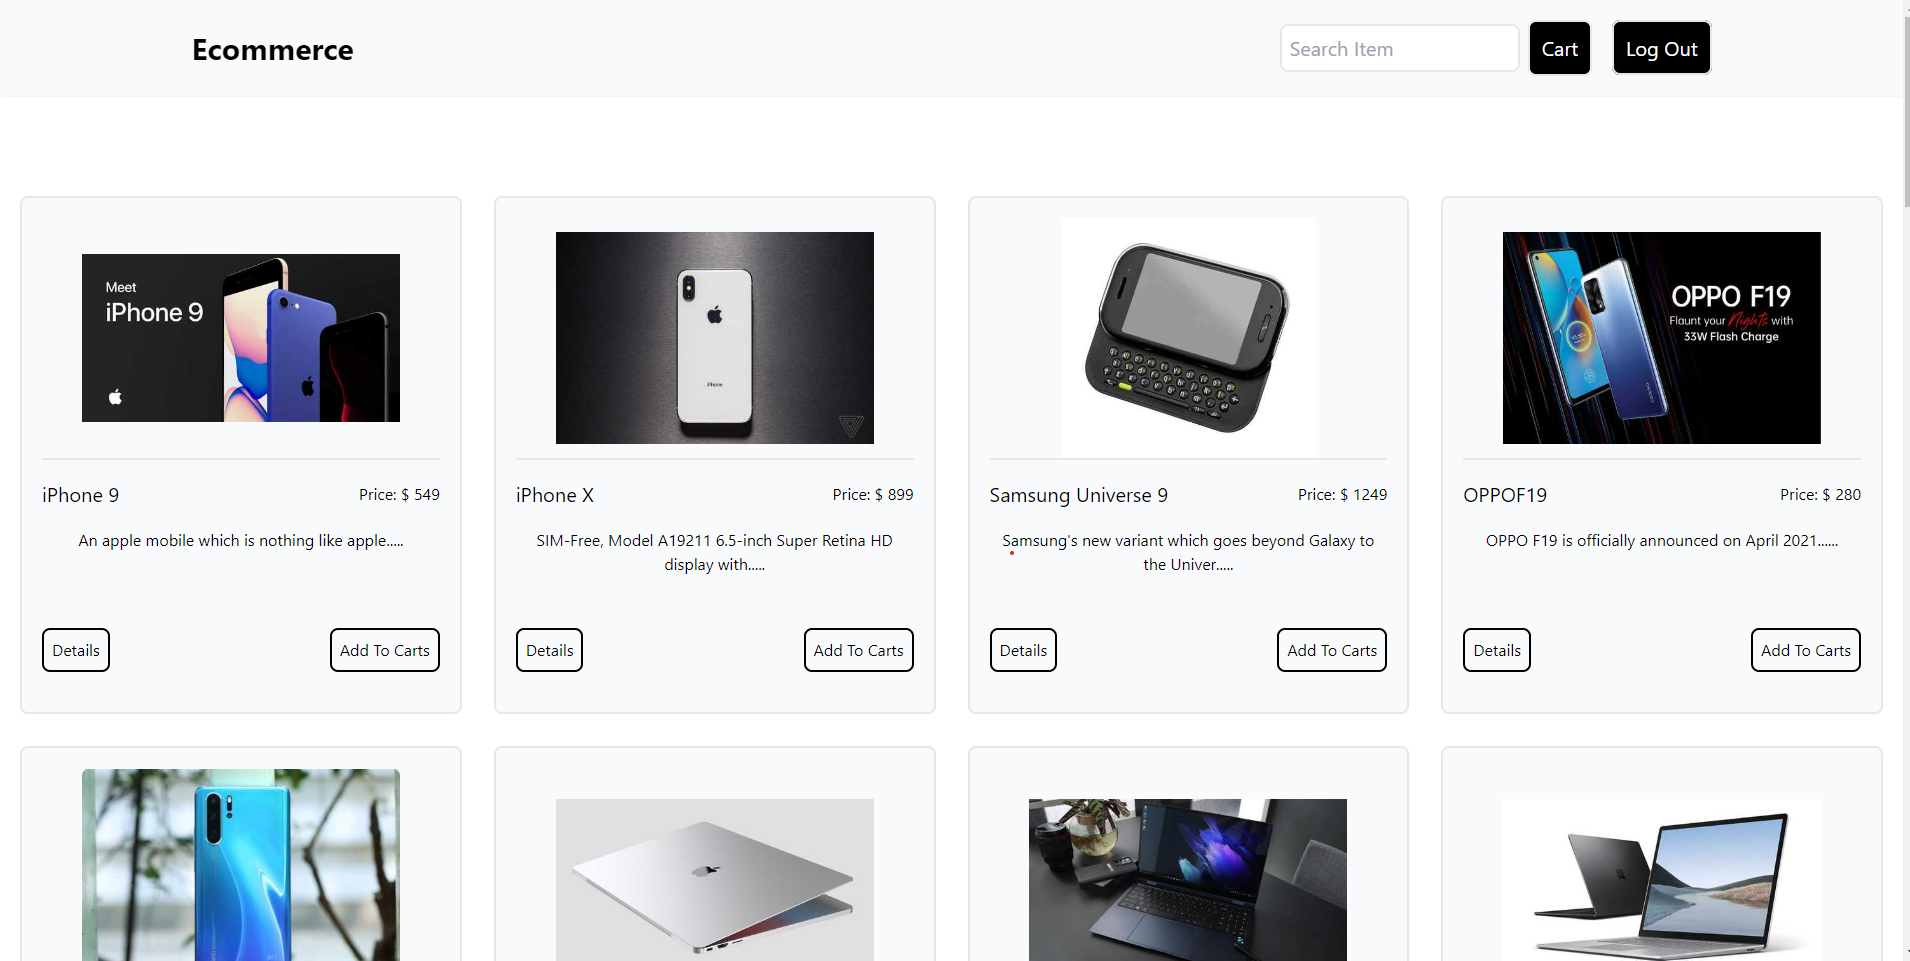 Ecommerce
Search Item
Cart
Log Out
Meet
iPhone 9
iPhone
OPPO F19
Flaunt your Nights with
33W Flash Charge
iPhone 9
Price: $ 549
iPhone X
Price: $ 899
Samsung Universe 9
Price: $ 1249
OPPOF19
Price: $ 280
An apple mobile which is nothing like apple.....
SIM-Free, Model A19211 6.5-inch Super Retina HD
display with.....
Samsung's new variant which goes beyond Galaxy to
the Univer.....
OPPO F19 is officially announced on April 2021......
Details
Add To Carts
Details
Add To Carts
Details
Add To Carts
Details
Add To Carts